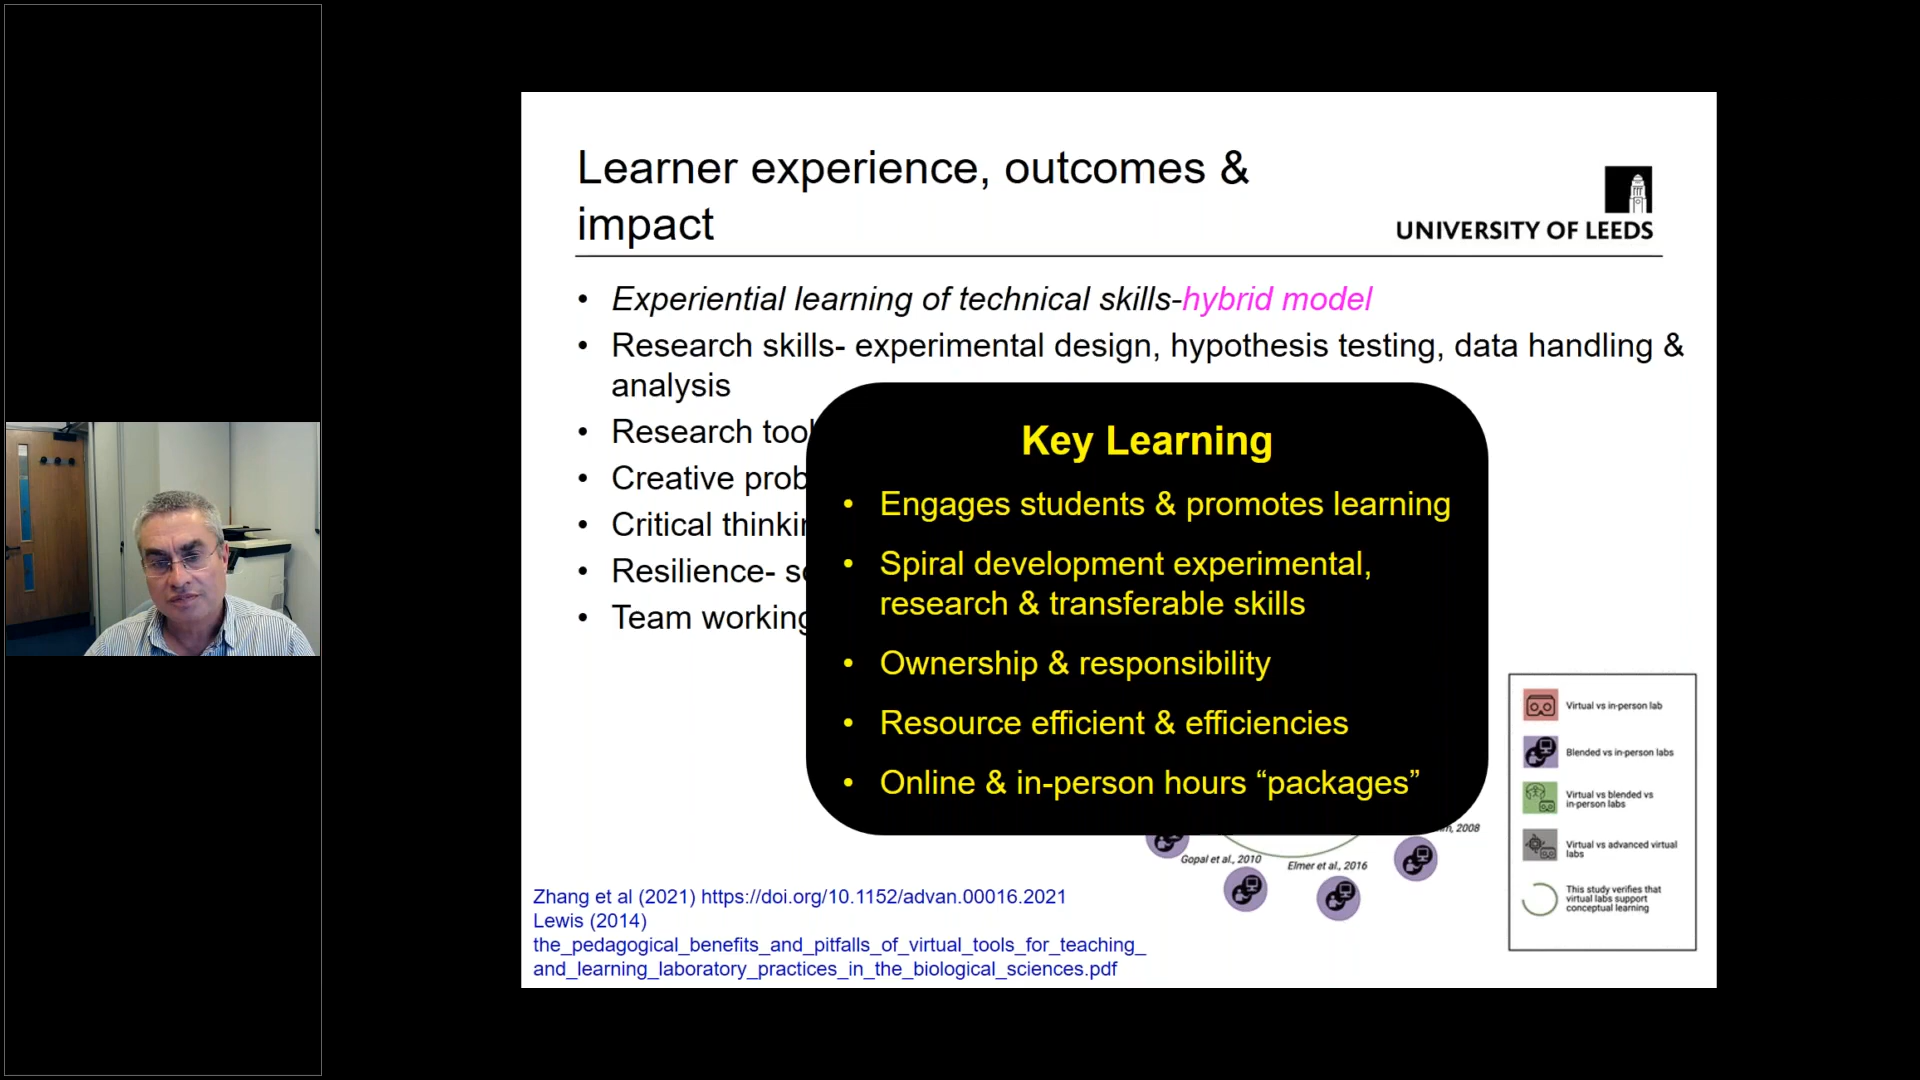 Learner experience, outcomes &
impact
UNIVERSITY OF LEEDS
• Experiential learning of technical skills-hybrid model
• Research skills- experimental design, hypothesis testing, data handling &
analysis
• Research
• Creative
• Critical
• Resilience-
• Team working
Key Learning
• Engages students & promotes learning
• Spiral development experimental,
research & transferable skills
• Ownership & responsibility
• Resource efficient & efficiencies
• Online & in-person hours “packages”
2008
Gopal et al., 2010
Elmer et al., 2016
Virtual vs in-person lab
Blended vs in-person labs
Virtual vs blended vs
in-person labs
Virtual vs advanced virtual
labs
This study verifies that
virtual labs support
conceptual learning
Zhang et al (2021) https://doi.org/10.1152/advan.00016.2021
Lewis (2014)
the_pedagogical_benefits_and_pitfalls_of_virtual_tools_for_teaching_
and_learning_laboratory_practices_in_the_biological_sciences.pdf